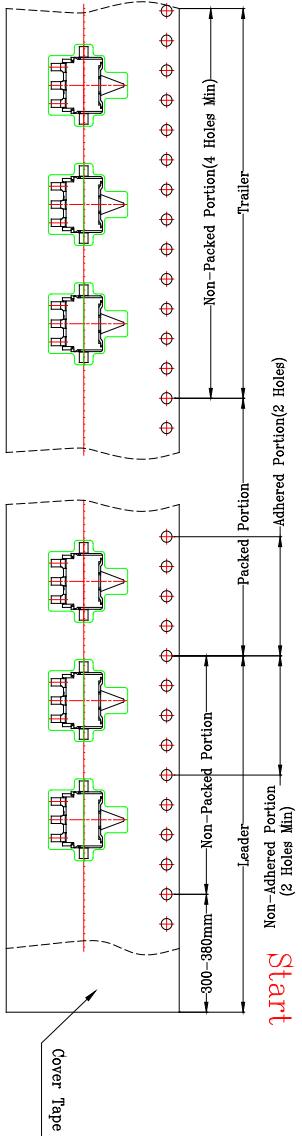 Non-Packed Portion(4 Holes Min)
Trailer
Packed Portion
Adhered Portion(2 Holes)
Non-Packed Portion
Leader
Non-Adhered Portion
(2 Holes Min)
300-380mm
Start
Cover Tape